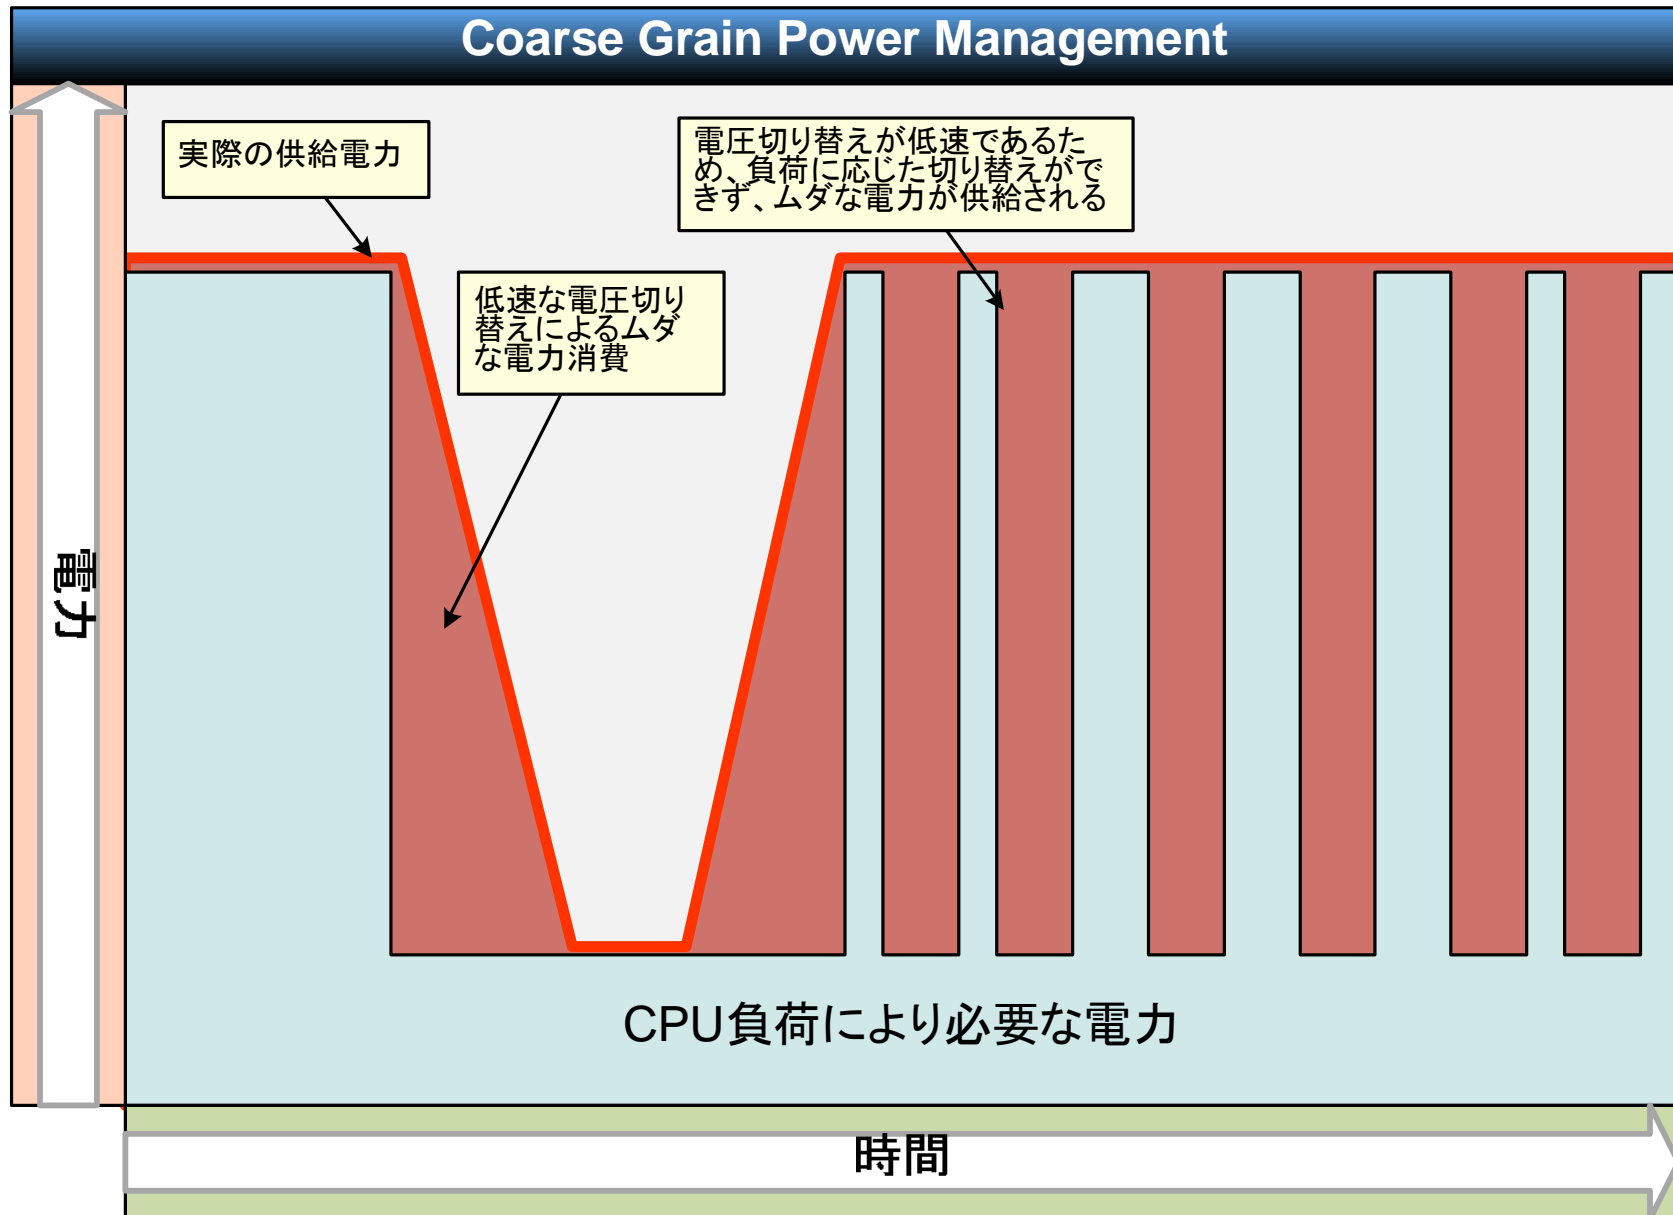 Coarse Grain Power Management
実際の供給電力
電圧切り替えが低速であるた
め、負荷に応じた切り替えがで
きず、ムダな電力が供給される
低速な電圧切り
替えによるムダ
な電力消費
電力
CPU負荷により必要な電力
時間